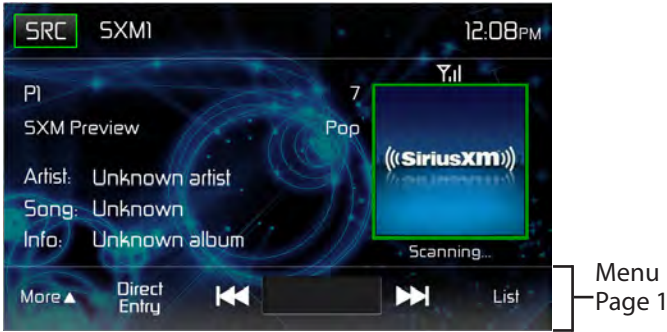 SRC SXM1 12:08PM
P1 7
SXM Preview Pop
((SiriusXM))
Artist: Unknown artist
Song: Unknown
Info: Unknown album
Scanning...
More▲ Direct Entry List
Menu
Page 1